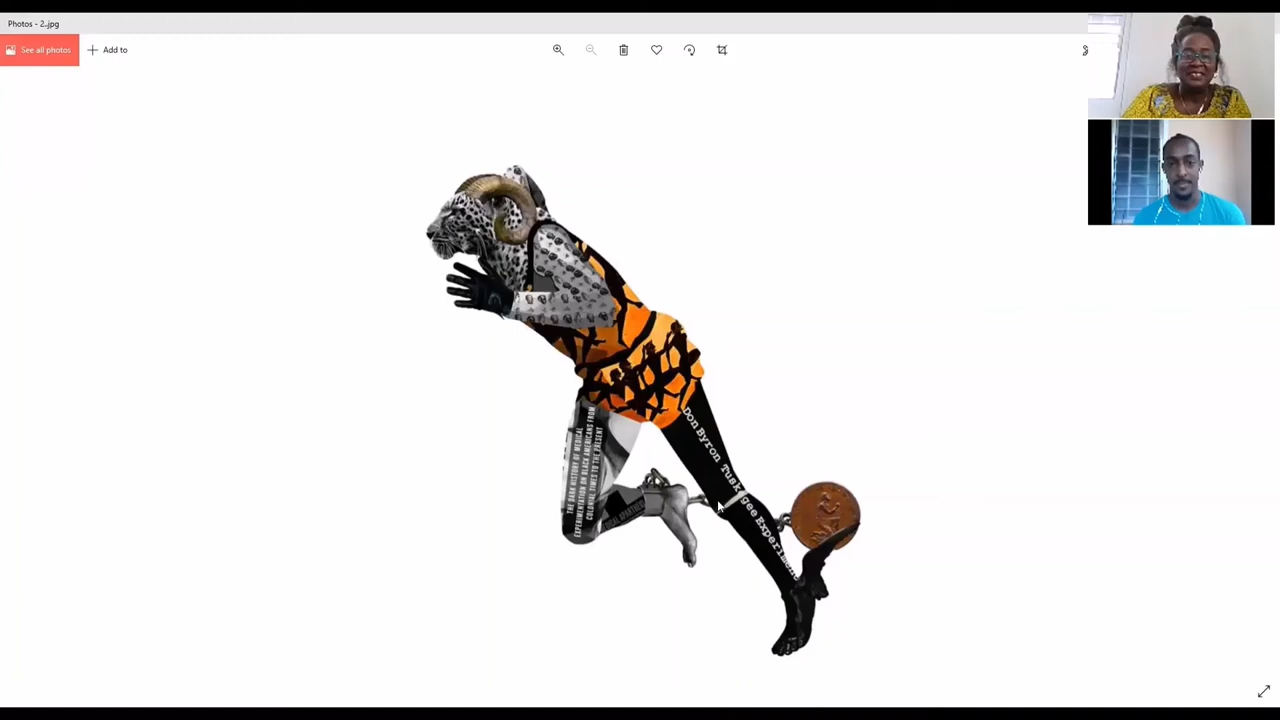 Photos - 2..jpg
See all photos
Add to
THE DARK HISTORY OF MEDICAL
EXPERIMENTATION ON BLACK AMERICANS FROM
COLONIAL TIMES TO THE PRESENT
Don Byron Tuskegee Experiments